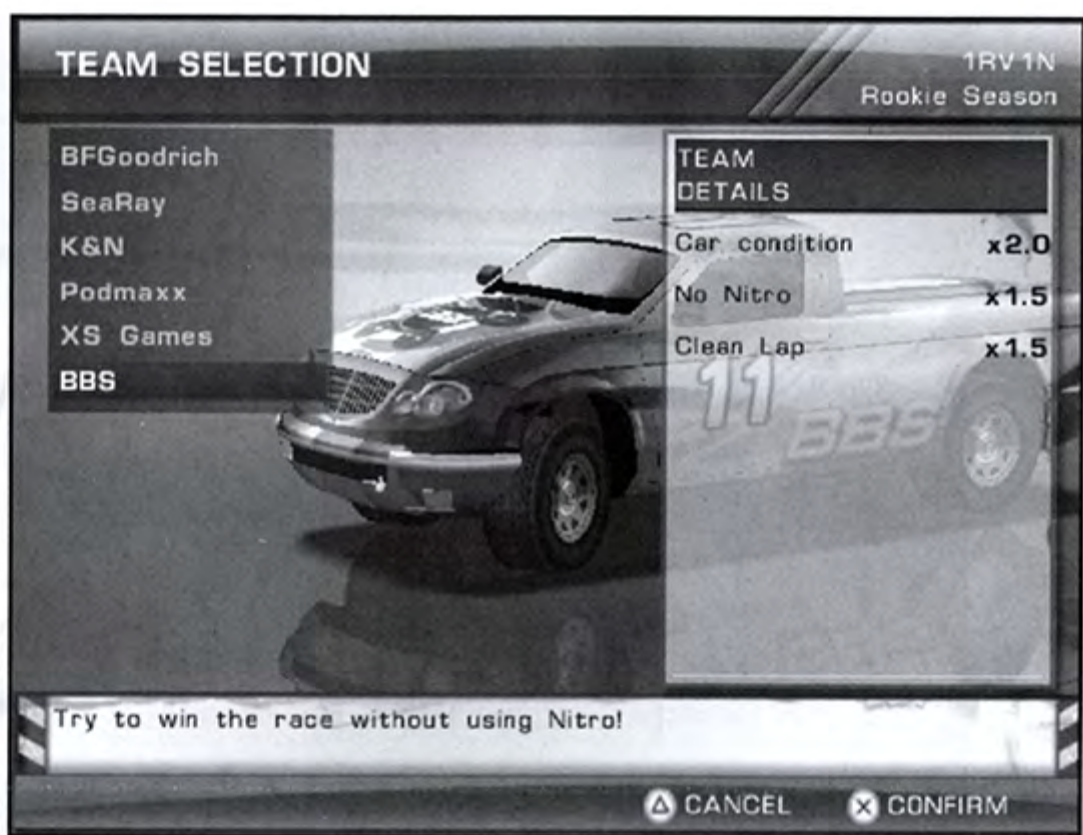 TEAM SELECTION
1RV1N
Rookie Season
BFGoodrich
SeaRay
K&N
Podmaxx
XS Games
BBS
TEAM
DETAILS
Car condition x2.0
No Nitro x1.5
Clean Lap x1.5
11 BBS
Try to win the race without using Nitro!
CANCEL CONFIRM